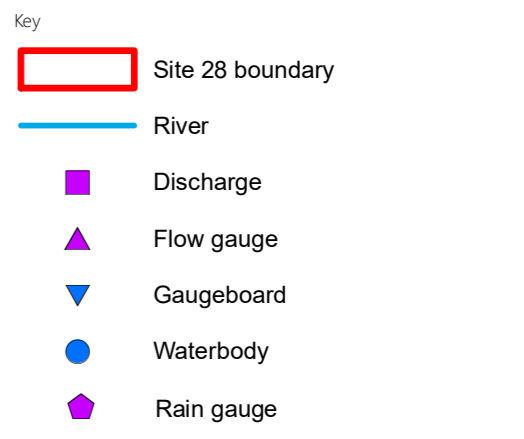 Key
Site 28 boundary
River
Discharge
Flow gauge
Gaugeboard
Waterbody
Rain gauge